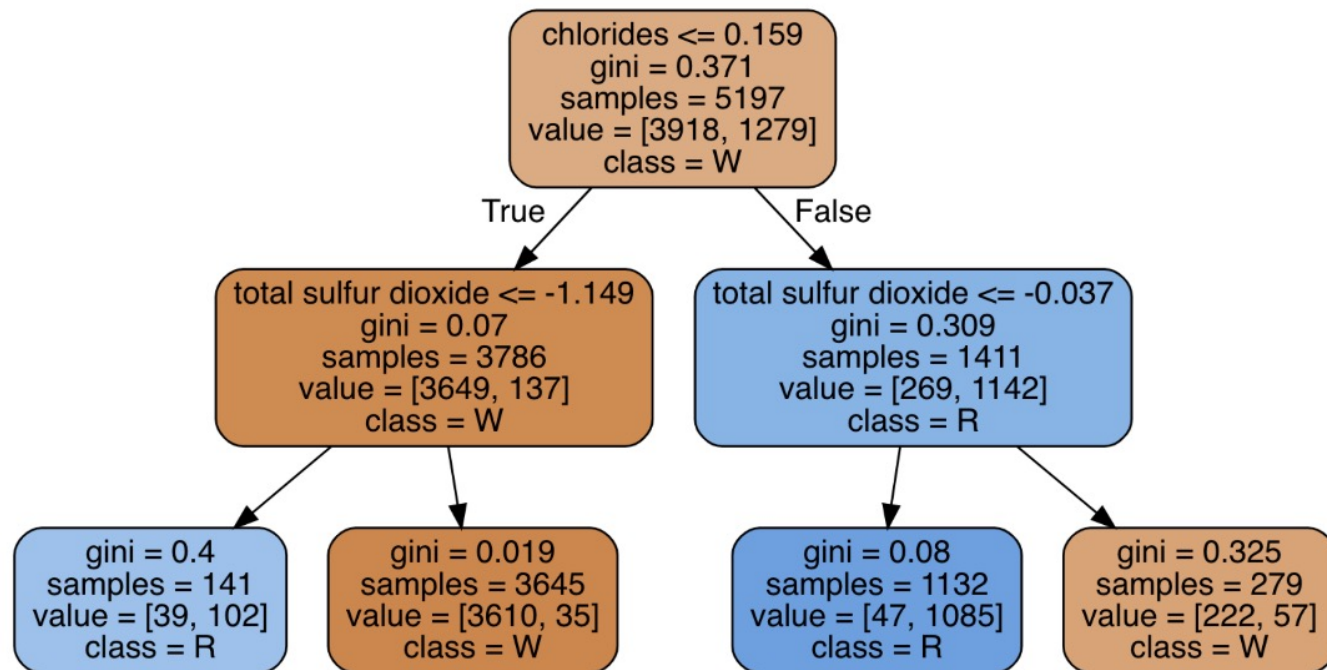 chlorides <= 0.159
gini = 0.371
samples = 5197
value = [3918, 1279]
class = W
True
False
total sulfur dioxide <= -1.149
gini = 0.07
samples = 3786
value = [3649, 137]
class = W
total sulfur dioxide <= -0.037
gini = 0.309
samples = 1411
value = [269, 1142]
class = R
gini = 0.4
samples = 141
value = [39, 102]
class = R
gini = 0.019
samples = 3645
value = [3610, 35]
class = W
gini = 0.08
samples = 1132
value = [47, 1085]
class = R
gini = 0.325
samples = 279
value = [222, 57]
class = W